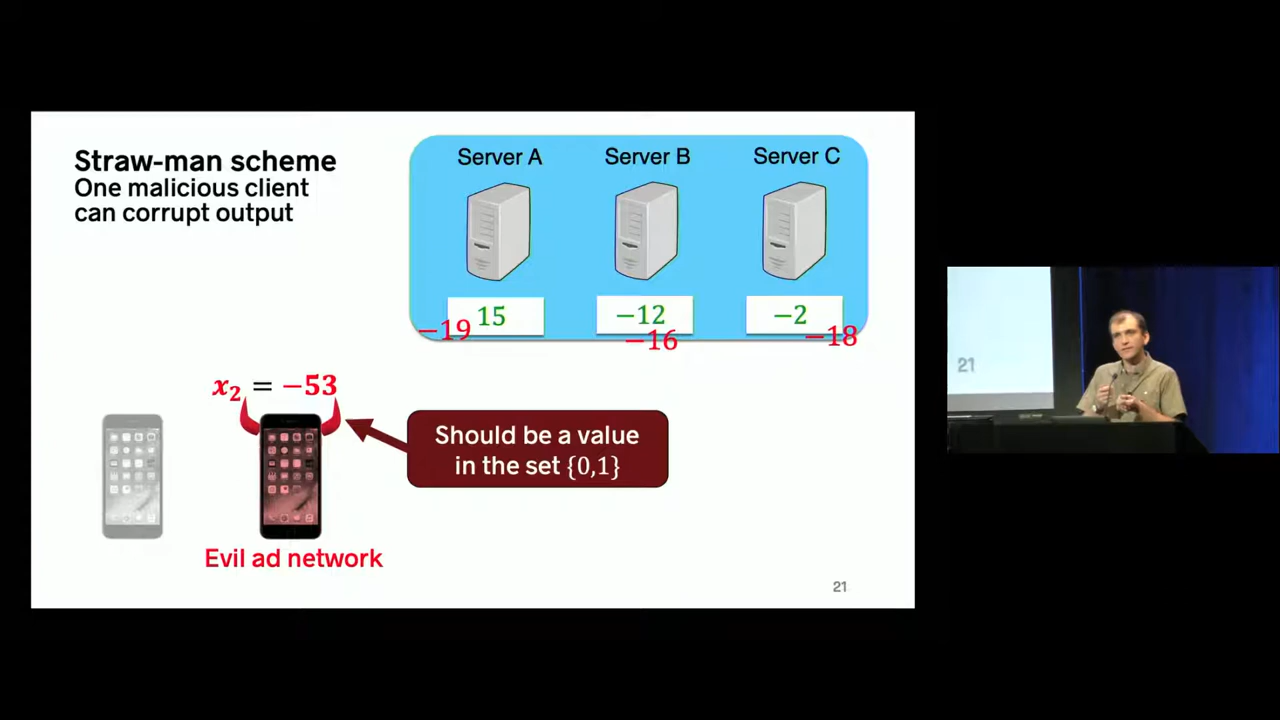 Straw-man scheme
One malicious client
can corrupt output
Server A
Server B
Server C
15
−12
−2
−19
−16
−18
x₂ = −53
Should be a value
in the set {0,1}
Evil ad network
21
21